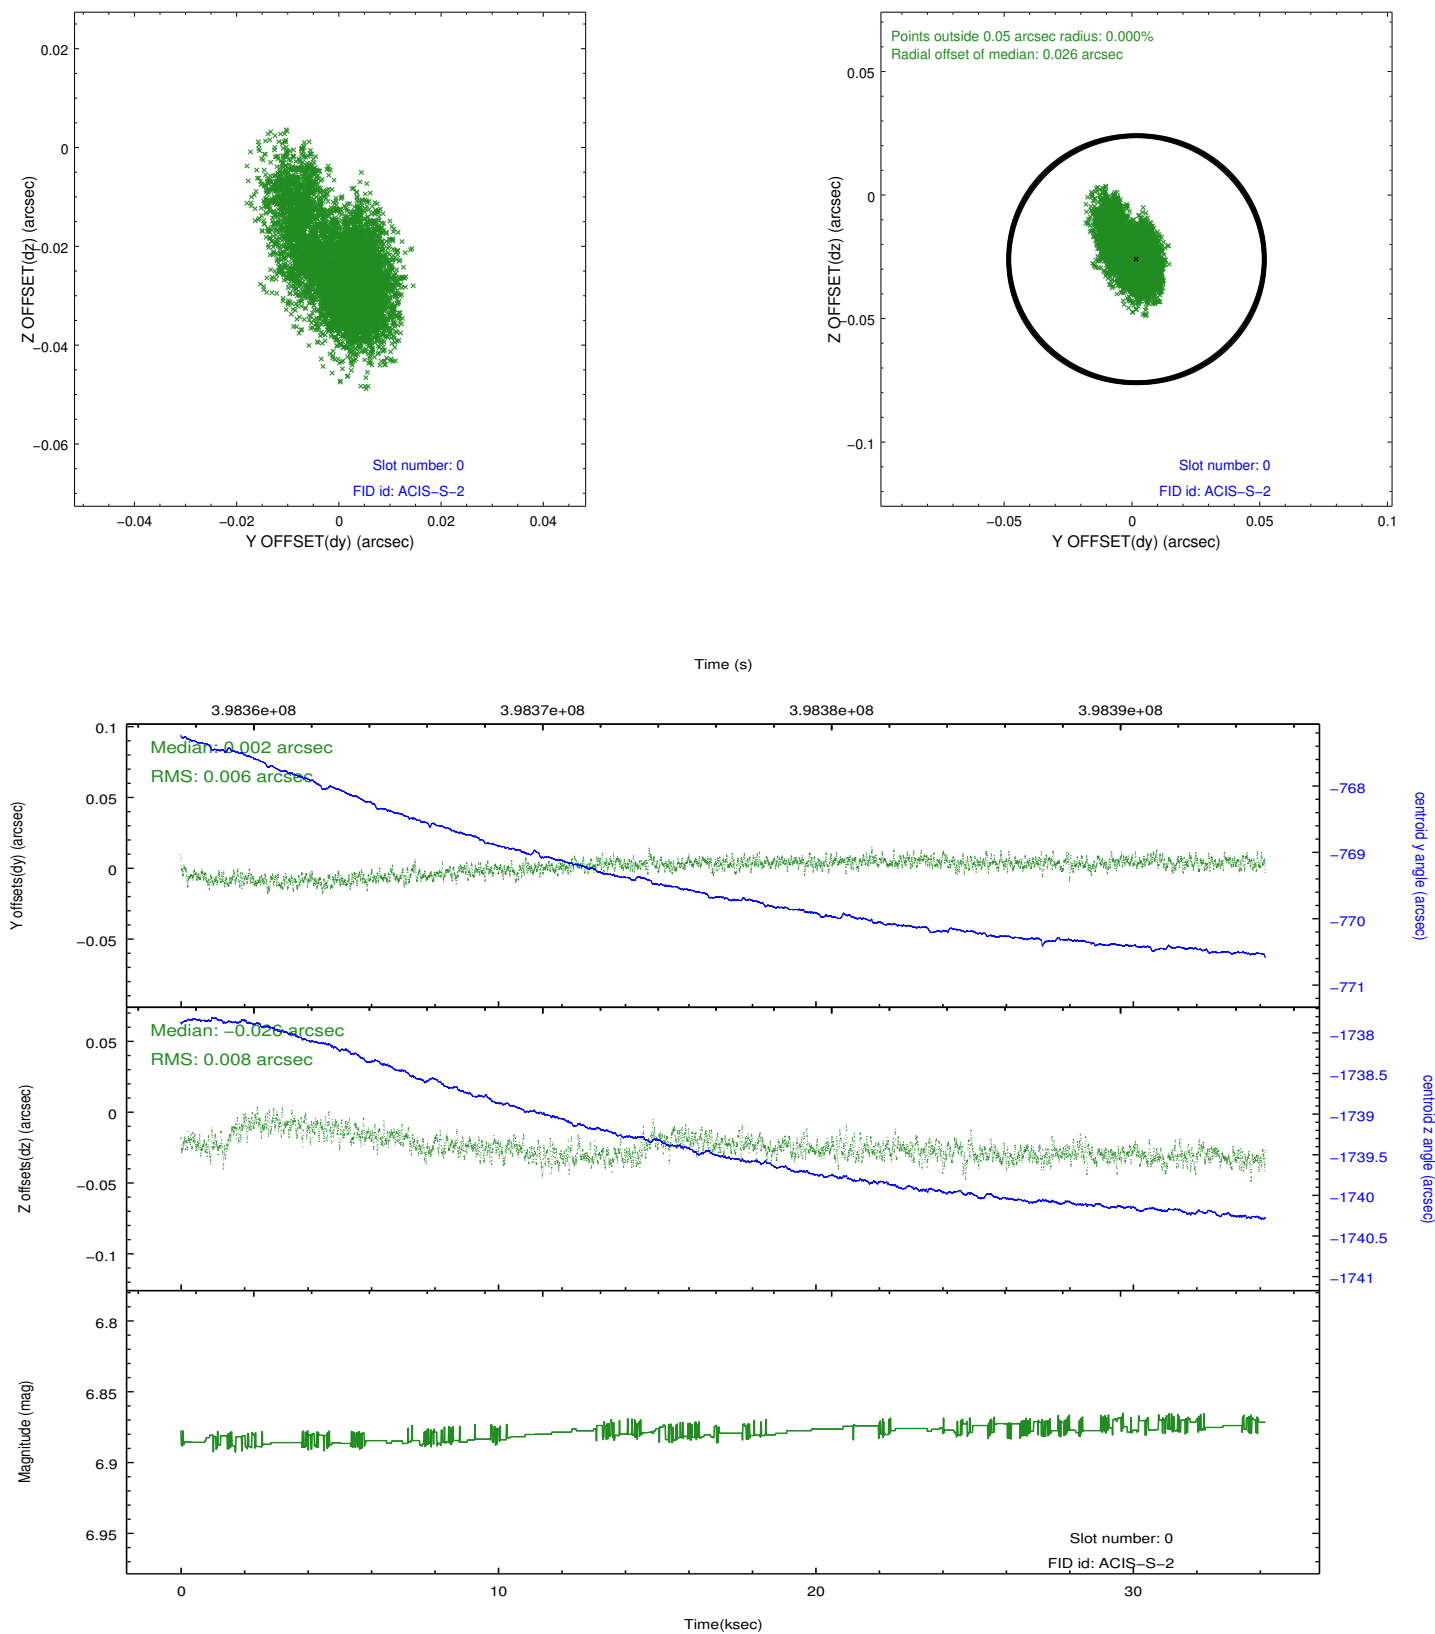 0.02
0
−0.02
−0.04
−0.06
Z OFFSET(dz) (arcsec)
Slot number: 0
FID id: ACIS−S−2
−0.04
−0.02
0
0.02
0.04
Y OFFSET(dy) (arcsec)
Points outside 0.05 arcsec radius: 0.000%
Radial offset of median: 0.026 arcsec
0.05
0
−0.05
−0.1
Z OFFSET(dz) (arcsec)
Slot number: 0
FID id: ACIS−S−2
−0.05
0
0.05
0.1
Y OFFSET(dy) (arcsec)
Time (s)
3.9836e+08
3.9837e+08
3.9838e+08
3.9839e+08
Median: 0.002 arcsec
RMS: 0.006 arcsec
0.1
0.05
0
−0.05
Y offsets(dy) (arcsec)
−768
−769
−770
−771
centroid y angle (arcsec)
Median: −0.026 arcsec
RMS: 0.008 arcsec
0.05
0
−0.05
−0.1
Z offsets(dz) (arcsec)
−1738
−1738.5
−1739
−1739.5
−1740
−1740.5
−1741
centroid z angle (arcsec)
6.8
6.85
6.9
6.95
Magnitude (mag)
Slot number: 0
FID id: ACIS−S−2
0
10
20
30
Time(ksec)